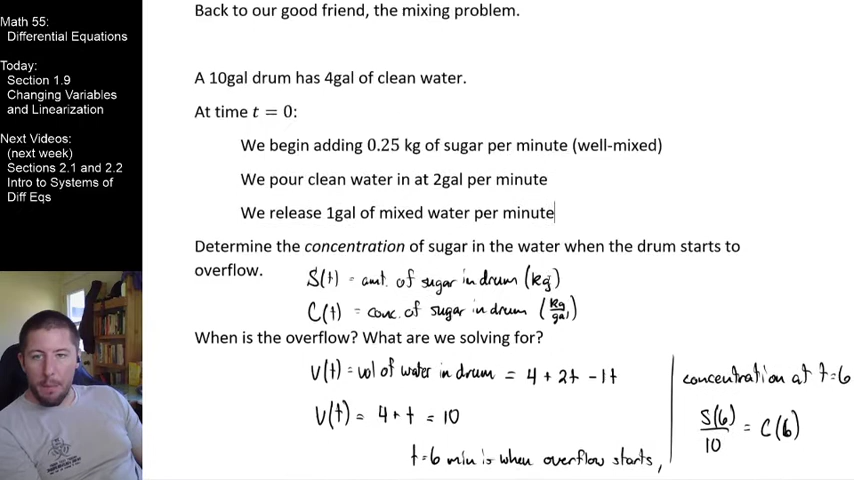 Math 55:
Differential Equations
Today:
Section 1.9
Changing Variables
and Linearization
Next Videos:
(next week)
Sections 2.1 and 2.2
Intro to Systems of
Diff Eqs
Back to our good friend, the mixing problem.
A 10gal drum has 4gal of clean water.
At time t = 0:
We begin adding 0.25 kg of sugar per minute (well-mixed)
We pour clean water in at 2gal per minute
We release 1gal of mixed water per minute
Determine the concentration of sugar in the water when the drum starts to
overflow.
S(t) = amt. of sugar in drum (kg)
C(t) = conc. of sugar in drum (kg/gal)
When is the overflow? What are we solving for?
V(t) = vol of water in drum = 4 + 2t - 1t
V(t) = 4 + t = 10
t = 6 min is when overflow starts,
concentration at t=6
S(6)/10 = C(6)